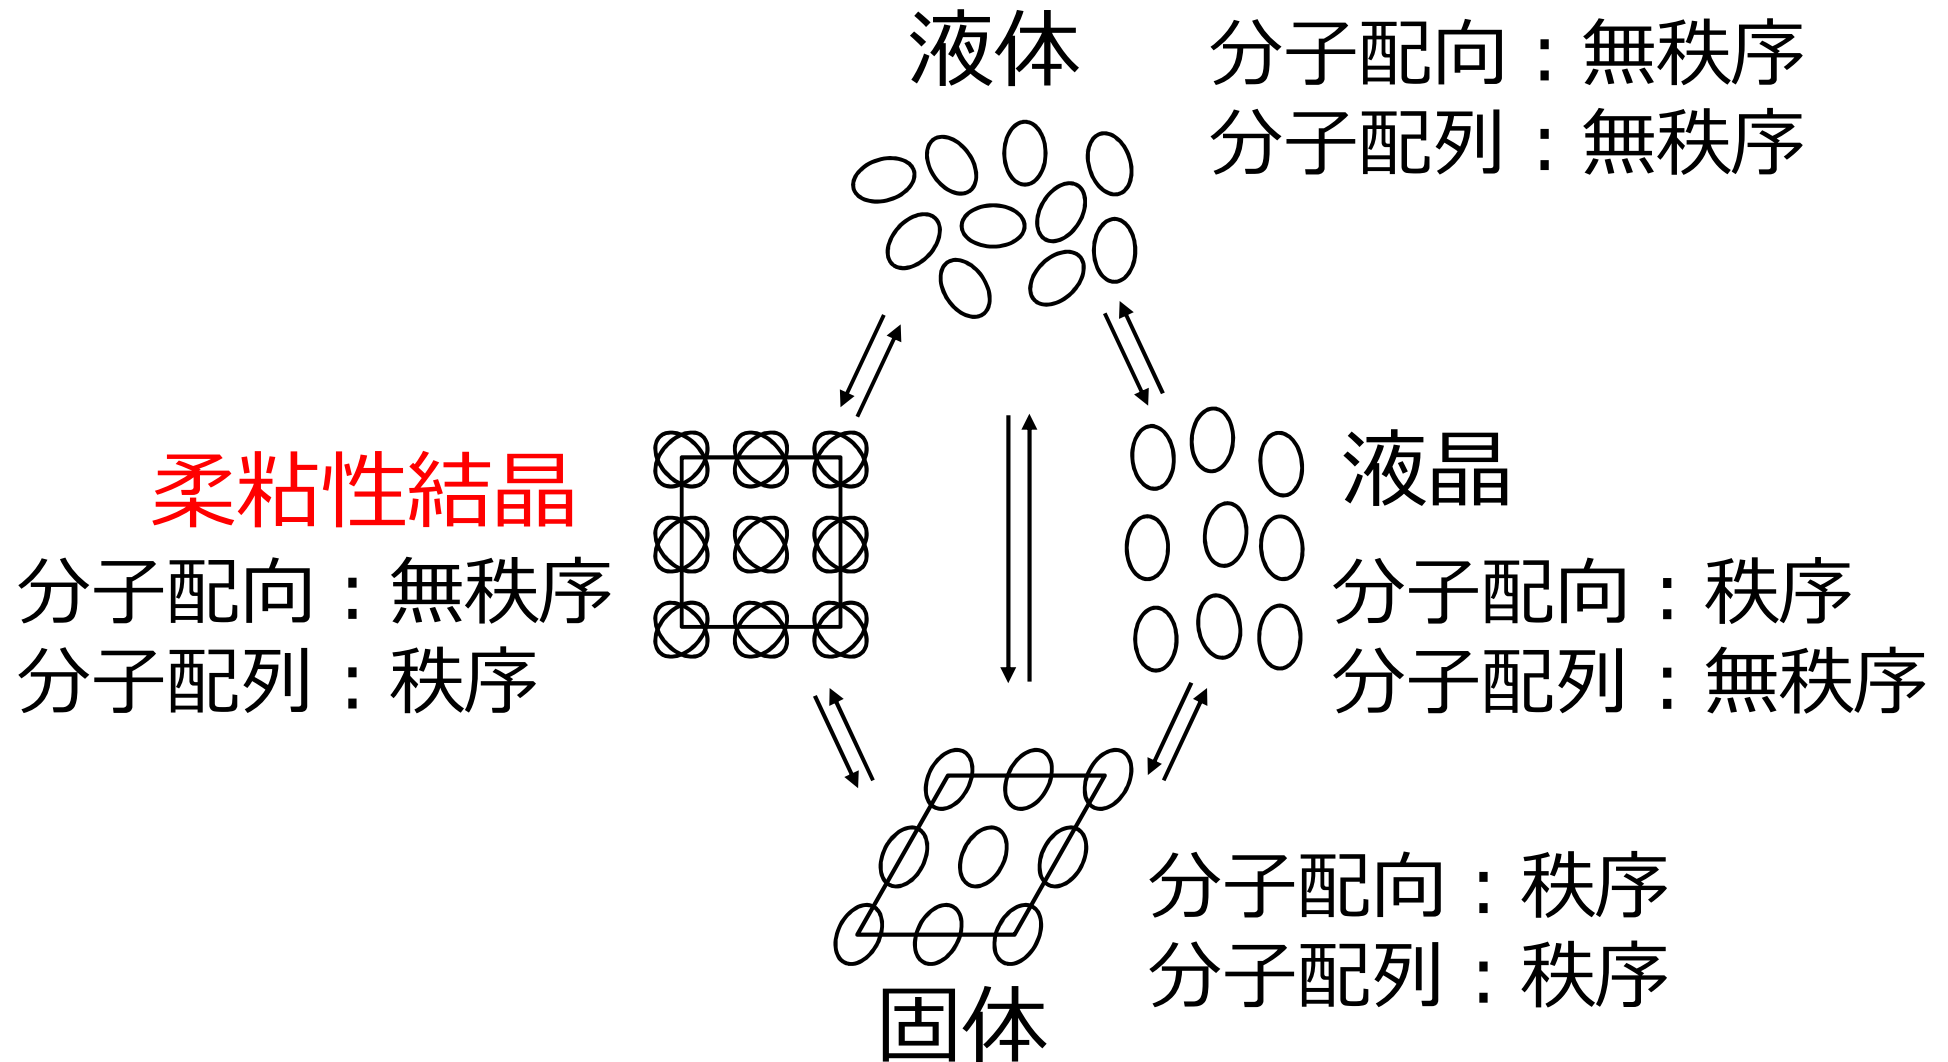 液体
分子配向：無秩序
分子配列：無秩序
柔粘性結晶
分子配向：無秩序
分子配列：秩序
液晶
分子配向：秩序
分子配列：無秩序
分子配向：秩序
分子配列：秩序
固体